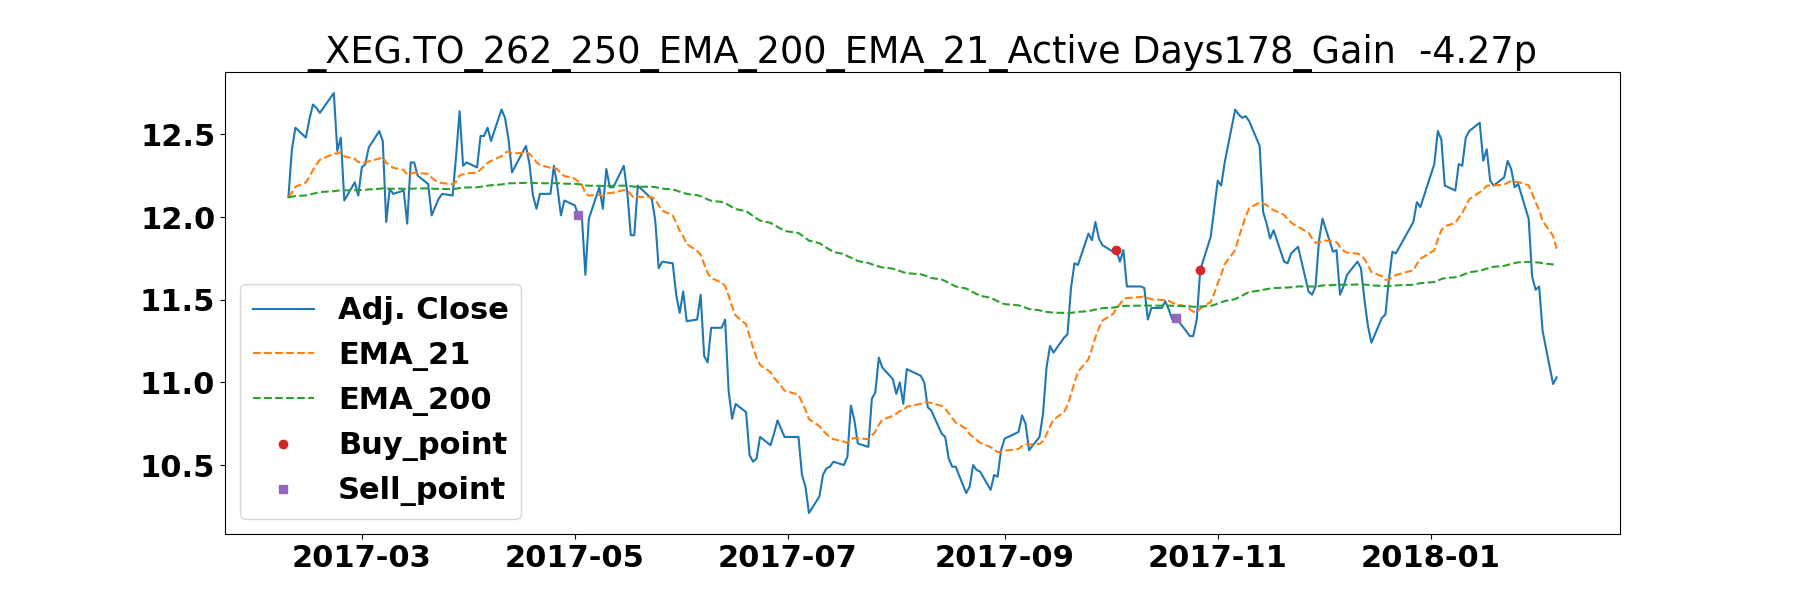 _XEG.TO_262_250_EMA_200_EMA_21_Active Days178_Gain  -4.27p
12.5
12.0
11.5
11.0
10.5
Adj. Close
EMA_21
EMA_200
Buy_point
Sell_point
2017-03 2017-05 2017-07 2017-09 2017-11 2018-01